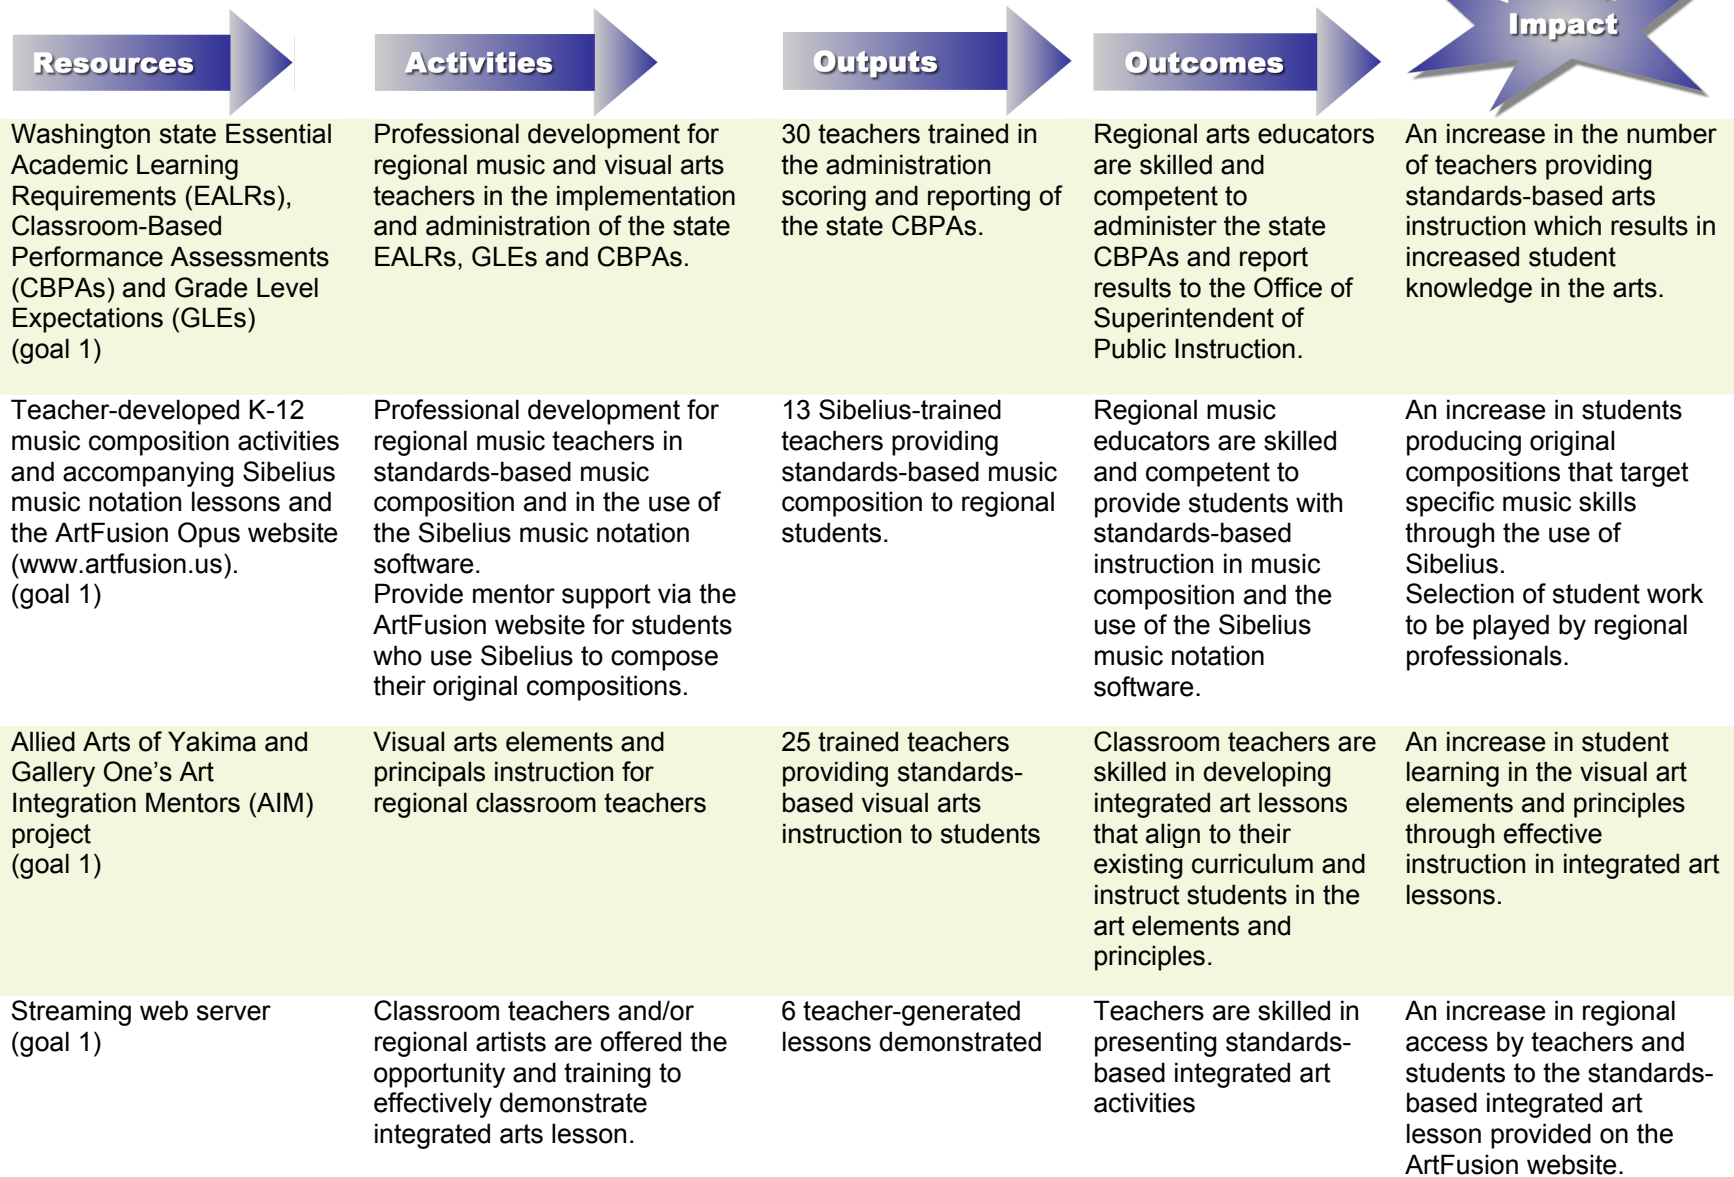 Resources
Activities
Outputs
Outcomes
Impact
Washington state Essential
Academic Learning
Requirements (EALRs),
Classroom-Based
Performance Assessments
(CBPAs) and Grade Level
Expectations (GLEs)
(goal 1)
Professional development for
regional music and visual arts
teachers in the implementation
and administration of the state
EALRs, GLEs and CBPAs.
30 teachers trained in
the administration
scoring and reporting of
the state CBPAs.
Regional arts educators
are skilled and
competent to
administer the state
CBPAs and report
results to the Office of
Superintendent of
Public Instruction.
An increase in the number
of teachers providing
standards-based arts
instruction which results in
increased student
knowledge in the arts.
Teacher-developed K-12
music composition activities
and accompanying Sibelius
music notation lessons and
the ArtFusion Opus website
(www.artfusion.us).
(goal 1)
Professional development for
regional music teachers in
standards-based music
composition and in the use of
the Sibelius music notation
software.
Provide mentor support via the
ArtFusion website for students
who use Sibelius to compose
their original compositions.
13 Sibelius-trained
teachers providing
standards-based music
composition to regional
students.
Regional music
educators are skilled
and competent to
provide students with
standards-based
instruction in music
composition and the
use of the Sibelius
music notation
software.
An increase in students
producing original
compositions that target
specific music skills
through the use of
Sibelius.
Selection of student work
to be played by regional
professionals.
Allied Arts of Yakima and
Gallery One’s Art
Integration Mentors (AIM)
project
(goal 1)
Visual arts elements and
principals instruction for
regional classroom teachers
25 trained teachers
providing standards-
based visual arts
instruction to students
Classroom teachers are
skilled in developing
integrated art lessons
that align to their
existing curriculum and
instruct students in the
art elements and
principles.
An increase in student
learning in the visual art
elements and principles
through effective
instruction in integrated art
lessons.
Streaming web server
(goal 1)
Classroom teachers and/or
regional artists are offered the
opportunity and training to
effectively demonstrate
integrated arts lesson.
6 teacher-generated
lessons demonstrated
Teachers are skilled in
presenting standards-
based integrated art
activities
An increase in regional
access by teachers and
students to the standards-
based integrated art
lesson provided on the
ArtFusion website.